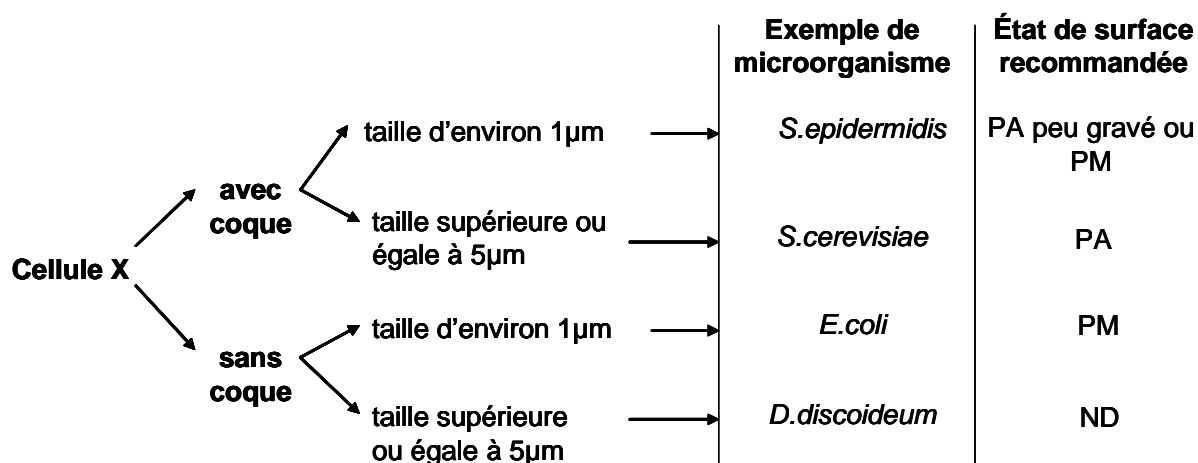 Exemple de
microorganisme
État de surface
recommandée
Cellule X
avec
coque
taille d'environ 1µm
S.epidermidis
PA peu gravé ou
PM
taille supérieure ou
égale à 5µm
S.cerevisiae
PA
sans
coque
taille d'environ 1µm
E.coli
PM
taille supérieure
ou égale à 5µm
D.discoideum
ND